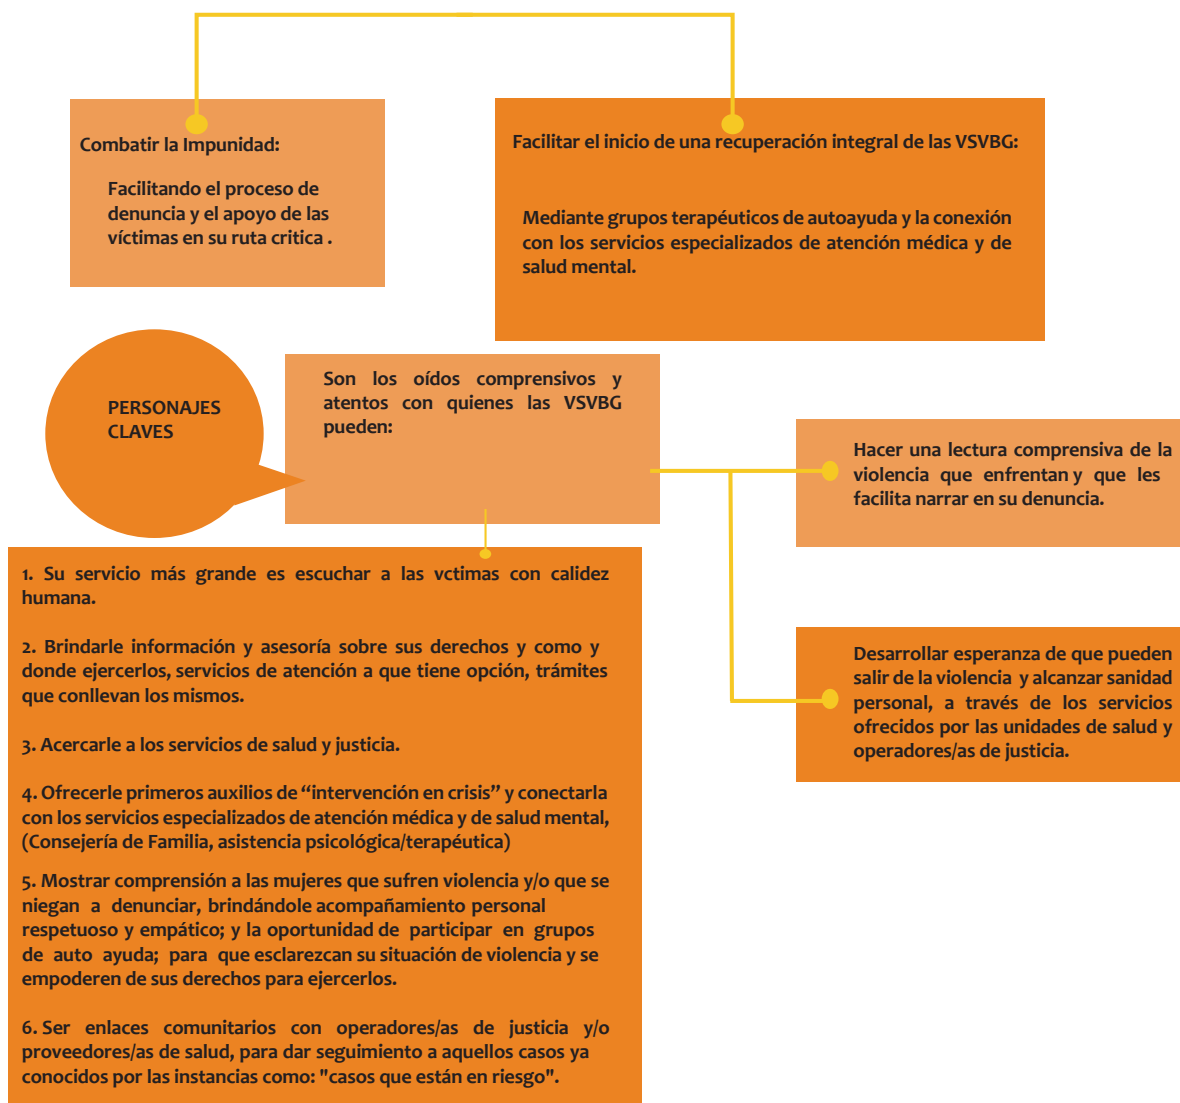 Combatir la Impunidad:
Facilitando el proceso de
denuncia y el apoyo de las
víctimas en su ruta critica .
Facilitar el inicio de una recuperación integral de las VSVBG:
Mediante grupos terapéuticos de autoayuda y la conexión
con los servicios especializados de atención médica y de
salud mental.
PERSONAJES
CLAVES
Son los oídos comprensivos y
atentos con quienes las VSVBG
pueden:
Hacer una lectura comprensiva de la
violencia que enfrentan y que les
facilita narrar en su denuncia.
Desarrollar esperanza de que pueden
salir de la violencia y alcanzar sanidad
personal, a través de los servicios
ofrecidos por las unidades de salud y
operadores/as de justicia.
1. Su servicio más grande es escuchar a las vctimas con calidez
humana.
2. Brindarle información y asesoría sobre sus derechos y como y
donde ejercerlos, servicios de atención a que tiene opción, trámites
que conllevan los mismos.
3. Acercarle a los servicios de salud y justicia.
4. Ofrecerle primeros auxilios de “intervención en crisis” y conectarla
con los servicios especializados de atención médica y de salud mental,
(Consejería de Familia, asistencia psicológica/terapéutica)
5. Mostrar comprensión a las mujeres que sufren violencia y/o que se
niegan a denunciar, brindándole acompañamiento personal
respetuoso y empático; y la oportunidad de participar en grupos
de auto ayuda; para que esclarezcan su situación de violencia y se
empoderen de sus derechos para ejercerlos.
6. Ser enlaces comunitarios con operadores/as de justicia y/o
proveedores/as de salud, para dar seguimiento a aquellos casos ya
conocidos por las instancias como: "casos que están en riesgo".